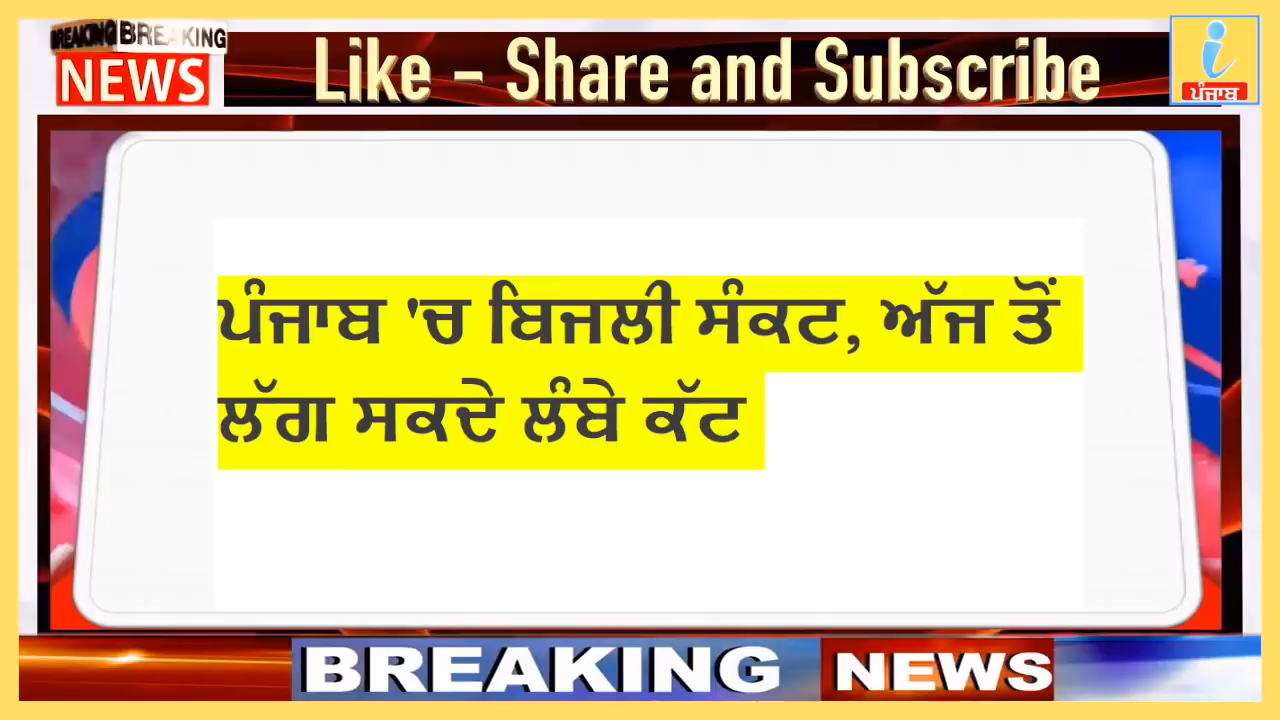 BREAKING BREAKING
NEWS
Like – Share and Subscribe
i
ਪੰਜਾਬ
ਪੰਜਾਬ 'ਚ ਬਿਜਲੀ ਸੰਕਟ, ਅੱਜ ਤੋਂ
ਲੱਗ ਸਕਦੇ ਲੰਬੇ ਕੱਟ
BREAKING NEWS